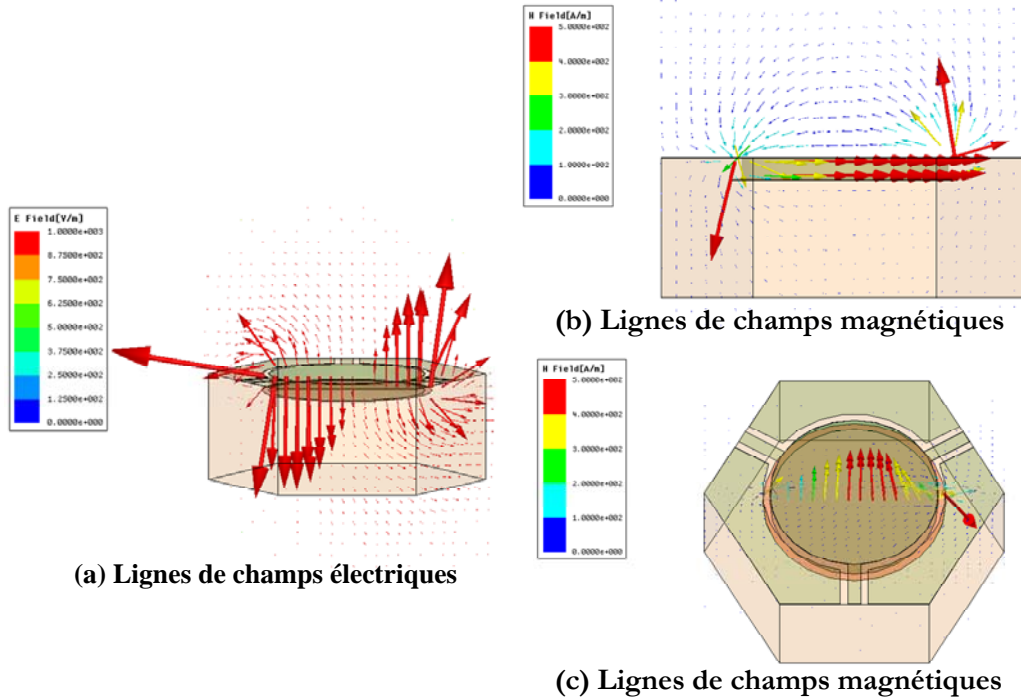 H Field[A/m]
5.0000e+002
4.0000e+002
3.0000e+002
2.0000e+002
1.0000e+002
0.0000e+000
(b) Lignes de champs magnétiques
E Field[V/m]
1.0000e+003
8.7500e+002
7.5000e+002
6.2500e+002
5.0000e+002
3.7500e+002
2.5000e+002
1.2500e+002
0.0000e+000
(a) Lignes de champs électriques
H Field[A/m]
5.0000e+002
4.0000e+002
3.0000e+002
2.0000e+002
1.0000e+002
0.0000e+000
(c) Lignes de champs magnétiques